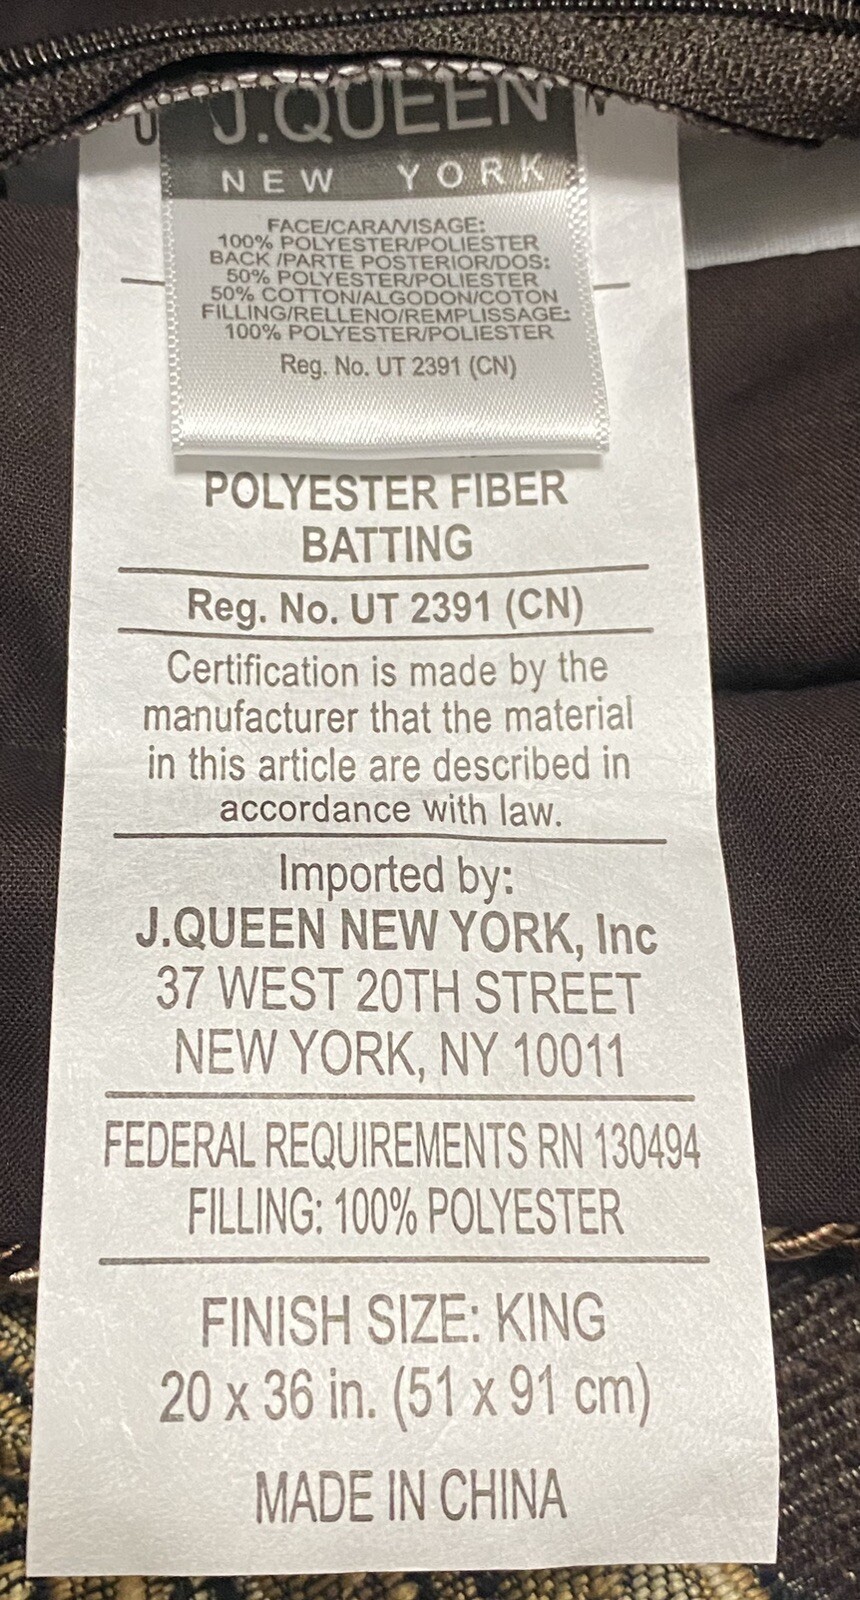 J.QUEEN
NEW YORK
FACE/CARA/VISAGE:
100% POLYESTER/POLIESTER
BACK /PARTE POSTERIOR/DOS:
50% POLYESTER/POLIESTER
50% COTTON/ALGODON/COTON
FILLING/RELLENO/REMPLISSAGE:
100% POLYESTER/POLIESTER
Reg. No. UT 2391 (CN)
POLYESTER FIBER
BATTING
Reg. No. UT 2391 (CN)
Certification is made by the
manufacturer that the material
in this article are described in
accordance with law.
Imported by:
J.QUEEN NEW YORK, Inc
37 WEST 20TH STREET
NEW YORK, NY 10011
FEDERAL REQUIREMENTS RN 130494
FILLING: 100% POLYESTER
FINISH SIZE: KING
20 x 36 in. (51 x 91 cm)
MADE IN CHINA